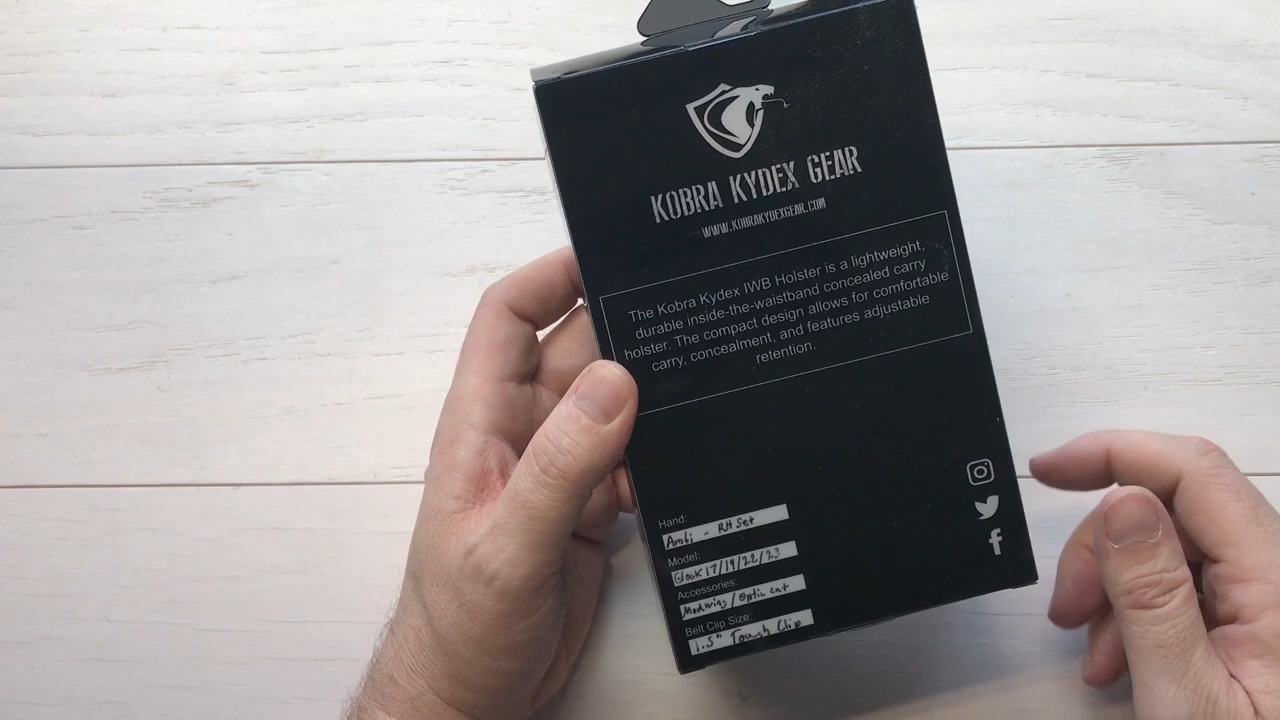 KOBRA KYDEX GEAR
WWW.KOBRAKYDEXGEAR.COM
The Kobra Kydex IWB Holster is a lightweight,
durable inside-the-waistband concealed carry
holster. The compact design allows for comfortable
carry, concealment, and features adjustable
retention.
Hand:
Ambi - RH Set
Model:
Glock 17/19/22/23
Accessories:
Modwing / Optic cut
Belt Clip Size:
1.5" Tough Clip